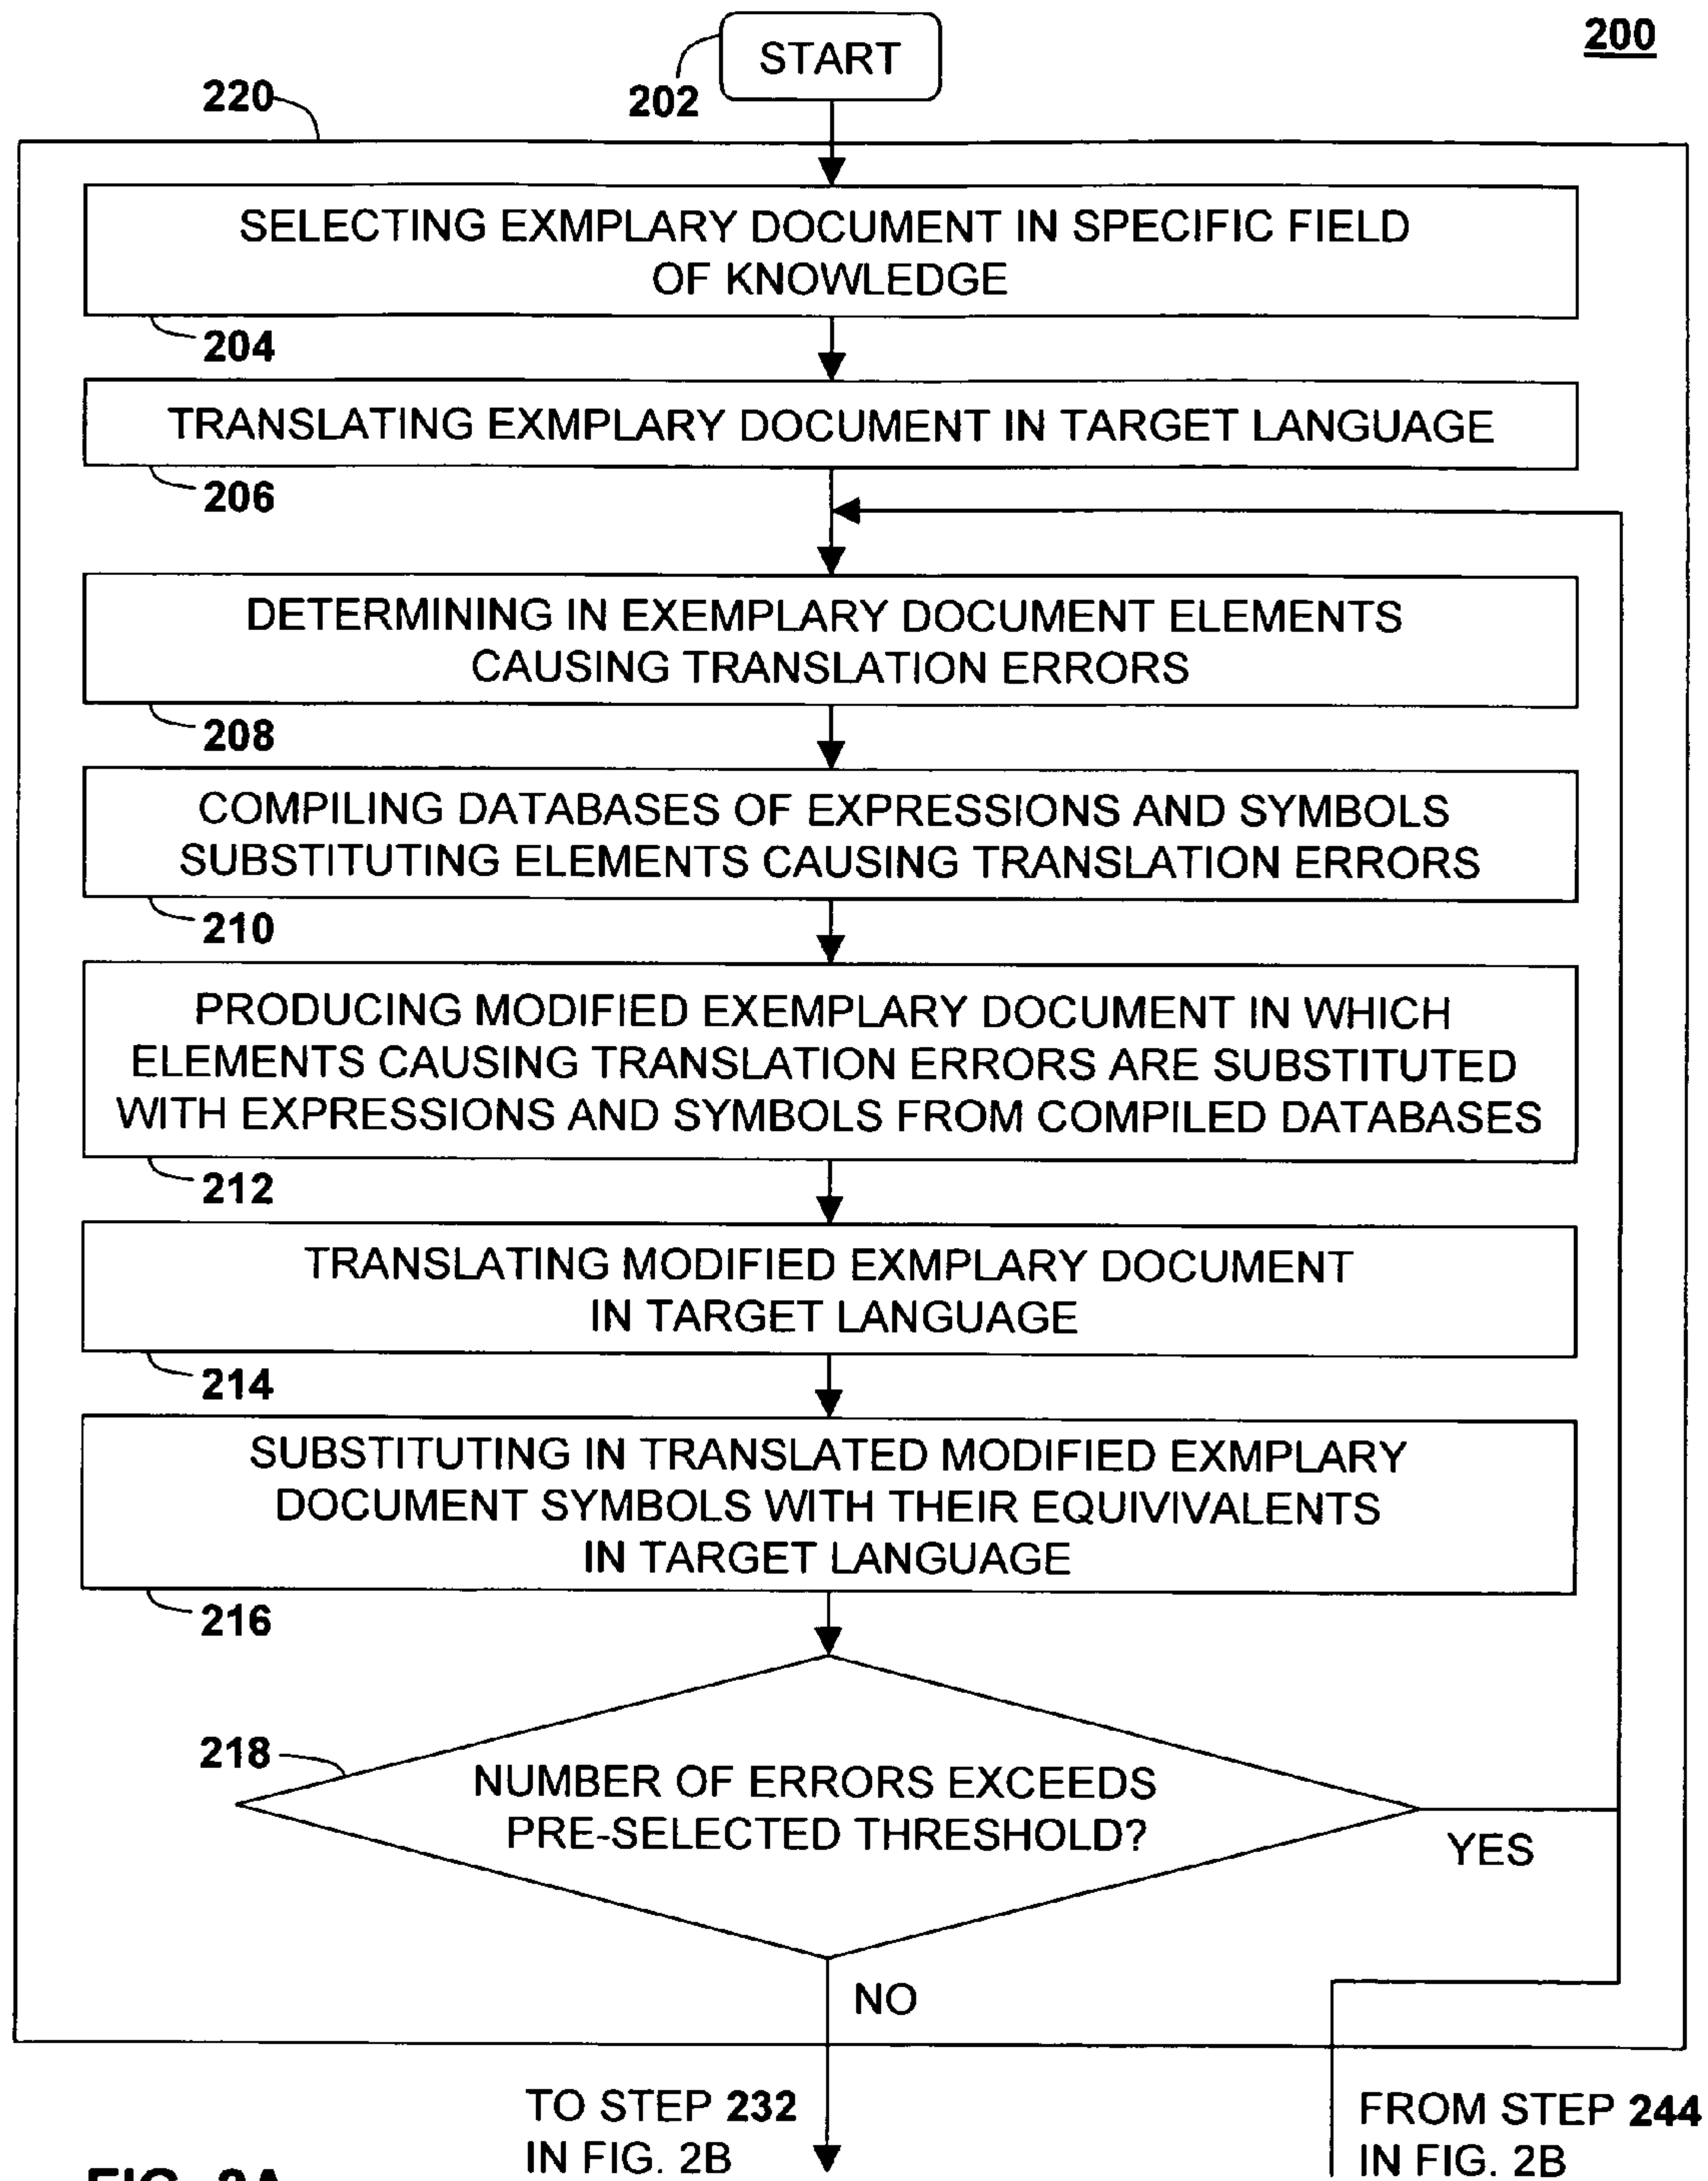 200
START
202
220
SELECTING EXMPLARY DOCUMENT IN SPECIFIC FIELD
OF KNOWLEDGE
204
TRANSLATING EXMPLARY DOCUMENT IN TARGET LANGUAGE
206
DETERMINING IN EXEMPLARY DOCUMENT ELEMENTS
CAUSING TRANSLATION ERRORS
208
COMPILING DATABASES OF EXPRESSIONS AND SYMBOLS
SUBSTITUTING ELEMENTS CAUSING TRANSLATION ERRORS
210
PRODUCING MODIFIED EXEMPLARY DOCUMENT IN WHICH
ELEMENTS CAUSING TRANSLATION ERRORS ARE SUBSTITUTED
WITH EXPRESSIONS AND SYMBOLS FROM COMPILED DATABASES
212
TRANSLATING MODIFIED EXMPLARY DOCUMENT
IN TARGET LANGUAGE
214
SUBSTITUTING IN TRANSLATED MODIFIED EXMPLARY
DOCUMENT SYMBOLS WITH THEIR EQUIVIVALENTS
IN TARGET LANGUAGE
216
218
NUMBER OF ERRORS EXCEEDS
PRE-SELECTED THRESHOLD?
YES
NO
TO STEP 232
IN FIG. 2B
FROM STEP 244
IN FIG. 2B
FIG. 2A